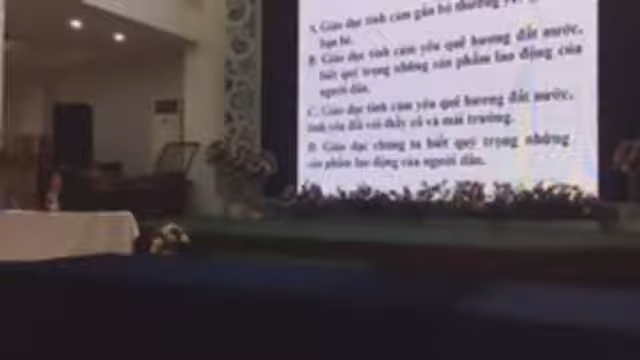 A. Giáo dục tình cảm gắn bó thương yêu
bạn bè.
B. Giáo dục tình cảm yêu quê hương đất nước,
biết quý trọng những sản phẩm lao động của
người dân.
C. Giáo dục tình cảm yêu quê hương đất nước,
tình yêu đối với thầy cô và mái trường.
D. Giáo dục chúng ta biết quý trọng những
sản phẩm lao động của người dân.